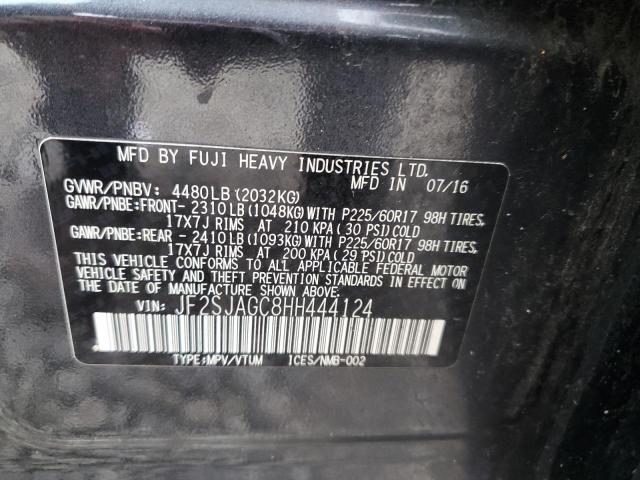 MFD BY FUJI HEAVY INDUSTRIES LTD.
MFD IN 07/16
GVWR/PNBV: 4480LB(2032KG)
GAWR/PNBE:FRONT- 2310LB(1048KG)WITH P225/60R17 98H TIRES,
17X7J RIMS AT 210 KPA(30 PSI)COLD
GAWR/PNBE:REAR - 2410LB(1093KG)WITH P225/60R17 98H TIRES,
17X7J RIMS AT 200 KPA(29 PSI)COLD
THIS VEHICLE CONFORMS TO ALL APPLICABLE FEDERAL MOTOR
VEHICLE SAFETY AND THEFT PREVENTION STANDARDS IN EFFECT ON
THE DATE OF MANUFACTURE SHOWN ABOVE.
VIN: JF2SJAGC8HH444124
TYPE:MPV/VTUM ICES/NMB-002